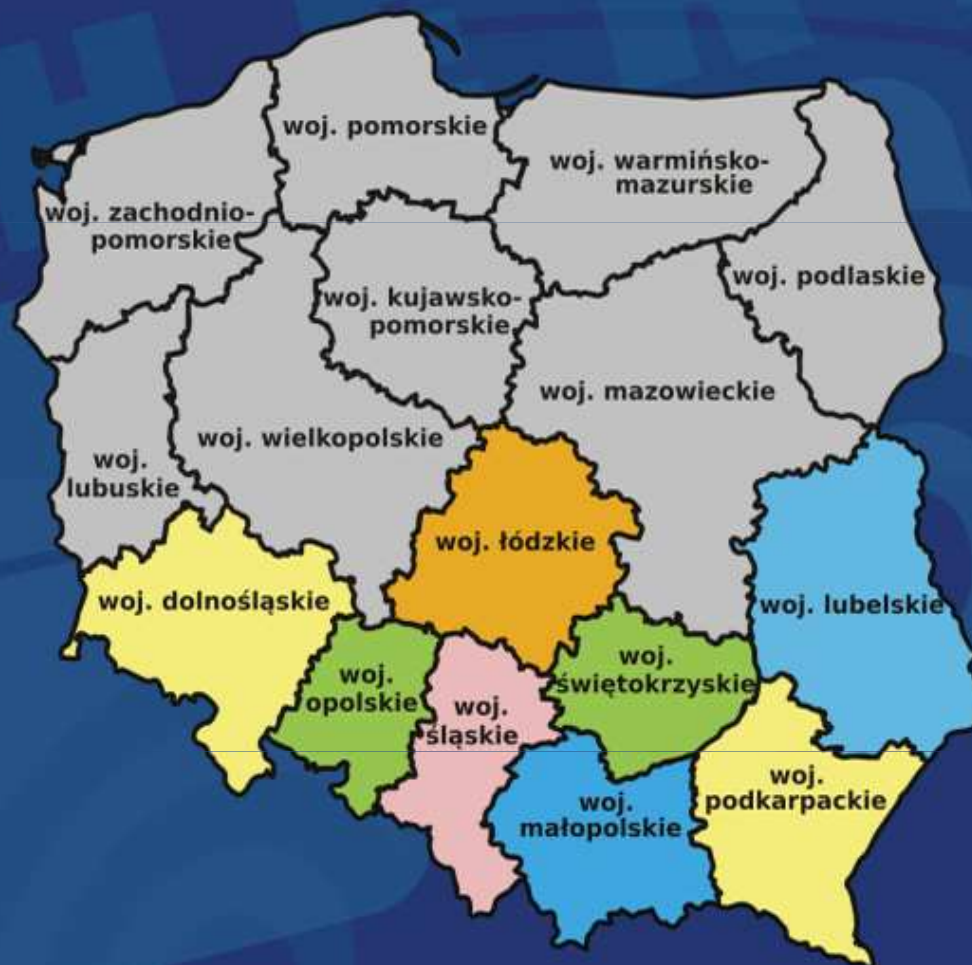 woj. pomorskie
woj. warmińsko-
mazurskie
woj. zachodnio-
pomorskie
woj. podlaskie
woj. kujawsko-
pomorskie
woj. mazowieckie
woj. wielkopolskie
woj.
lubuskie
woj. łódzkie
woj. dolnośląskie
woj. lubelskie
woj.
opolskie
woj.
śląskie
woj.
świętokrzyskie
woj.
małopolskie
woj.
podkarpackie